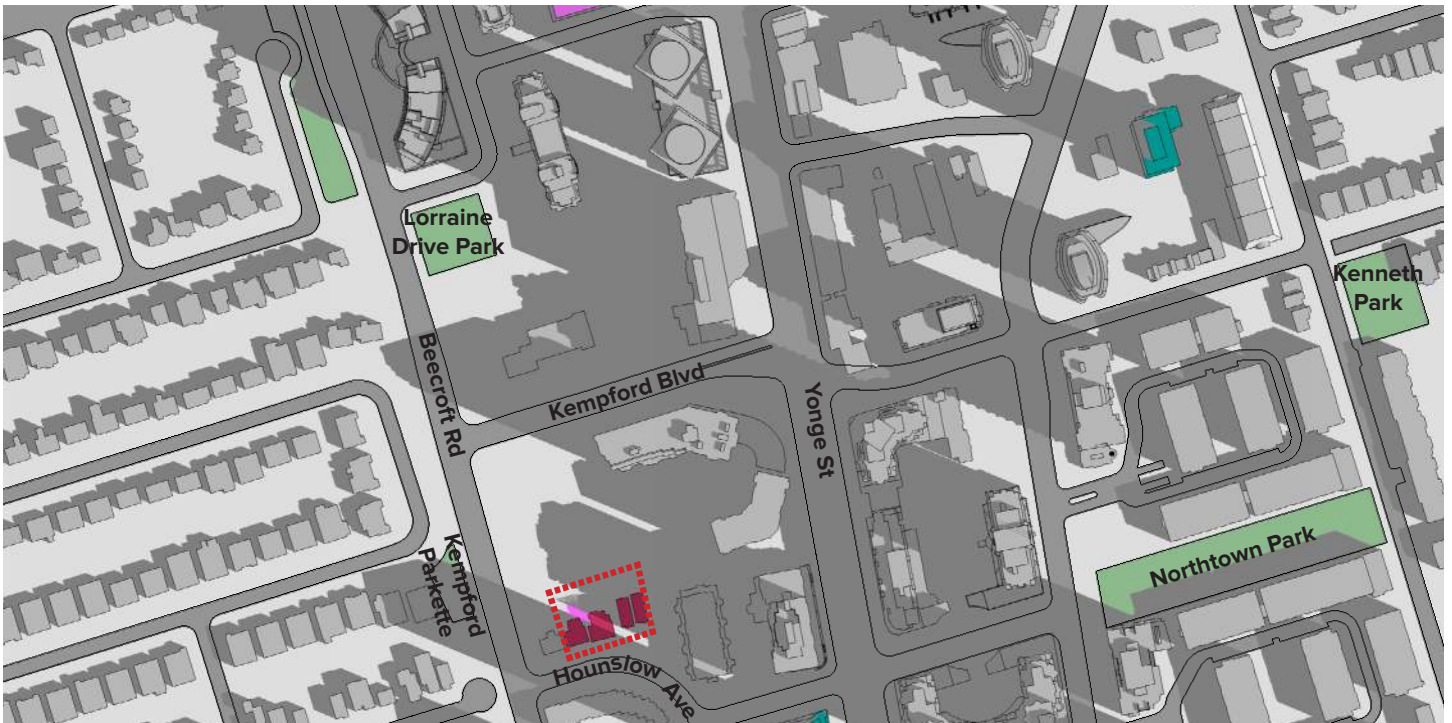 Lorraine
Drive Park
Kenneth
Park
Beecroft Rd
Kempford Blvd
Yonge St
Northtown Park
Kempford
Parkette
Hounslow Ave